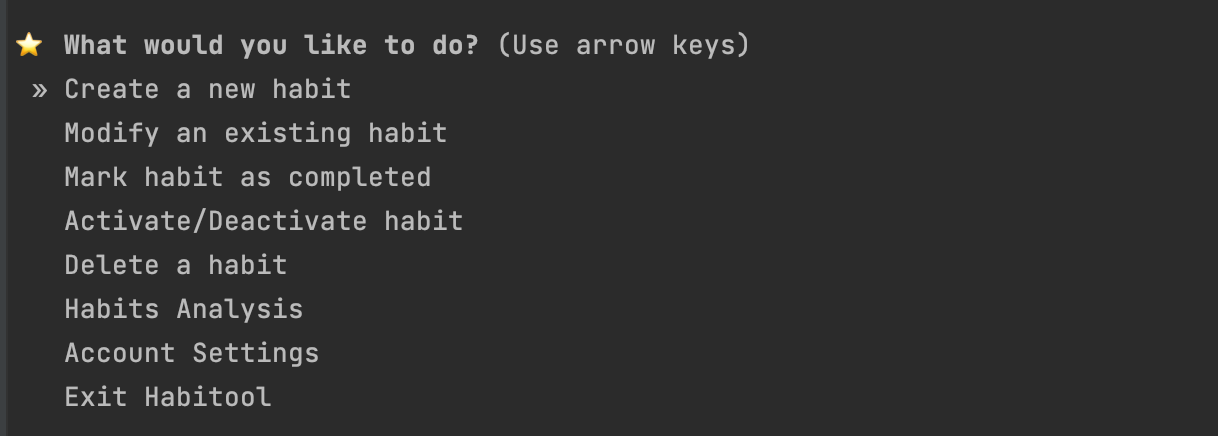 ⭐ What would you like to do? (Use arrow keys)
» Create a new habit
Modify an existing habit
Mark habit as completed
Activate/Deactivate habit
Delete a habit
Habits Analysis
Account Settings
Exit Habitool